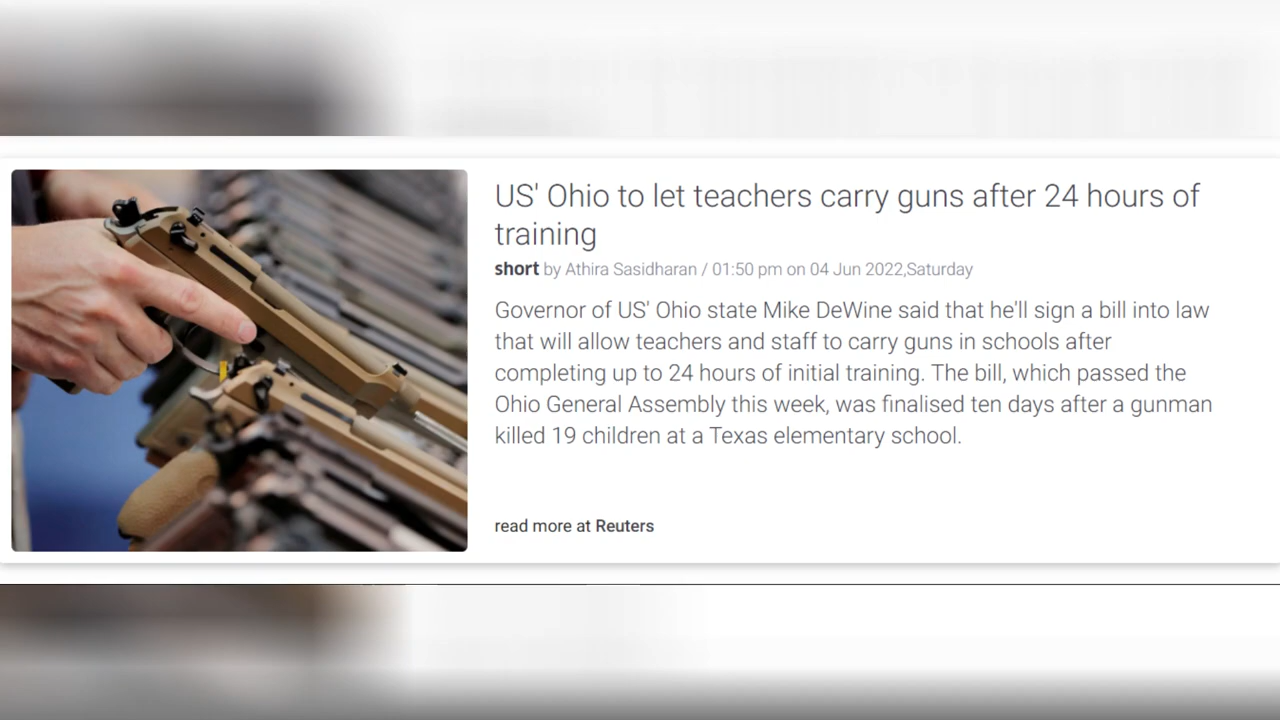 US' Ohio to let teachers carry guns after 24 hours of
training
short by Athira Sasidharan / 01:50 pm on 04 Jun 2022,Saturday
Governor of US' Ohio state Mike DeWine said that he'll sign a bill into law
that will allow teachers and staff to carry guns in schools after
completing up to 24 hours of initial training. The bill, which passed the
Ohio General Assembly this week, was finalised ten days after a gunman
killed 19 children at a Texas elementary school.
read more at Reuters